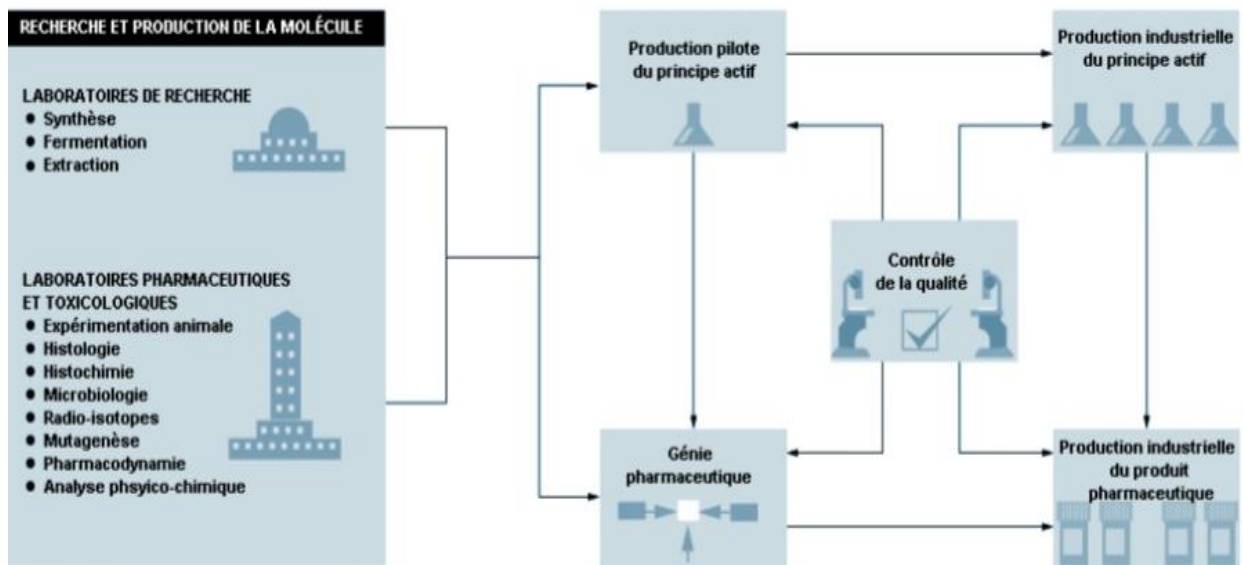 RECHERCHE ET PRODUCTION DE LA MOLÉCULE
LABORATOIRES DE RECHERCHE
● Synthèse
● Fermentation
● Extraction
LABORATOIRES PHARMACEUTIQUES
ET TOXICOLOGIQUES
● Expérimentation animale
● Histologie
● Histochimie
● Microbiologie
● Radio-isotopes
● Mutagenèse
● Pharmacodynamie
● Analyse phsyico-chimique
Production pilote
du principe actif
Production industrielle
du principe actif
Contrôle
de la qualité
Génie
pharmaceutique
Production industrielle
du produit
pharmaceutique